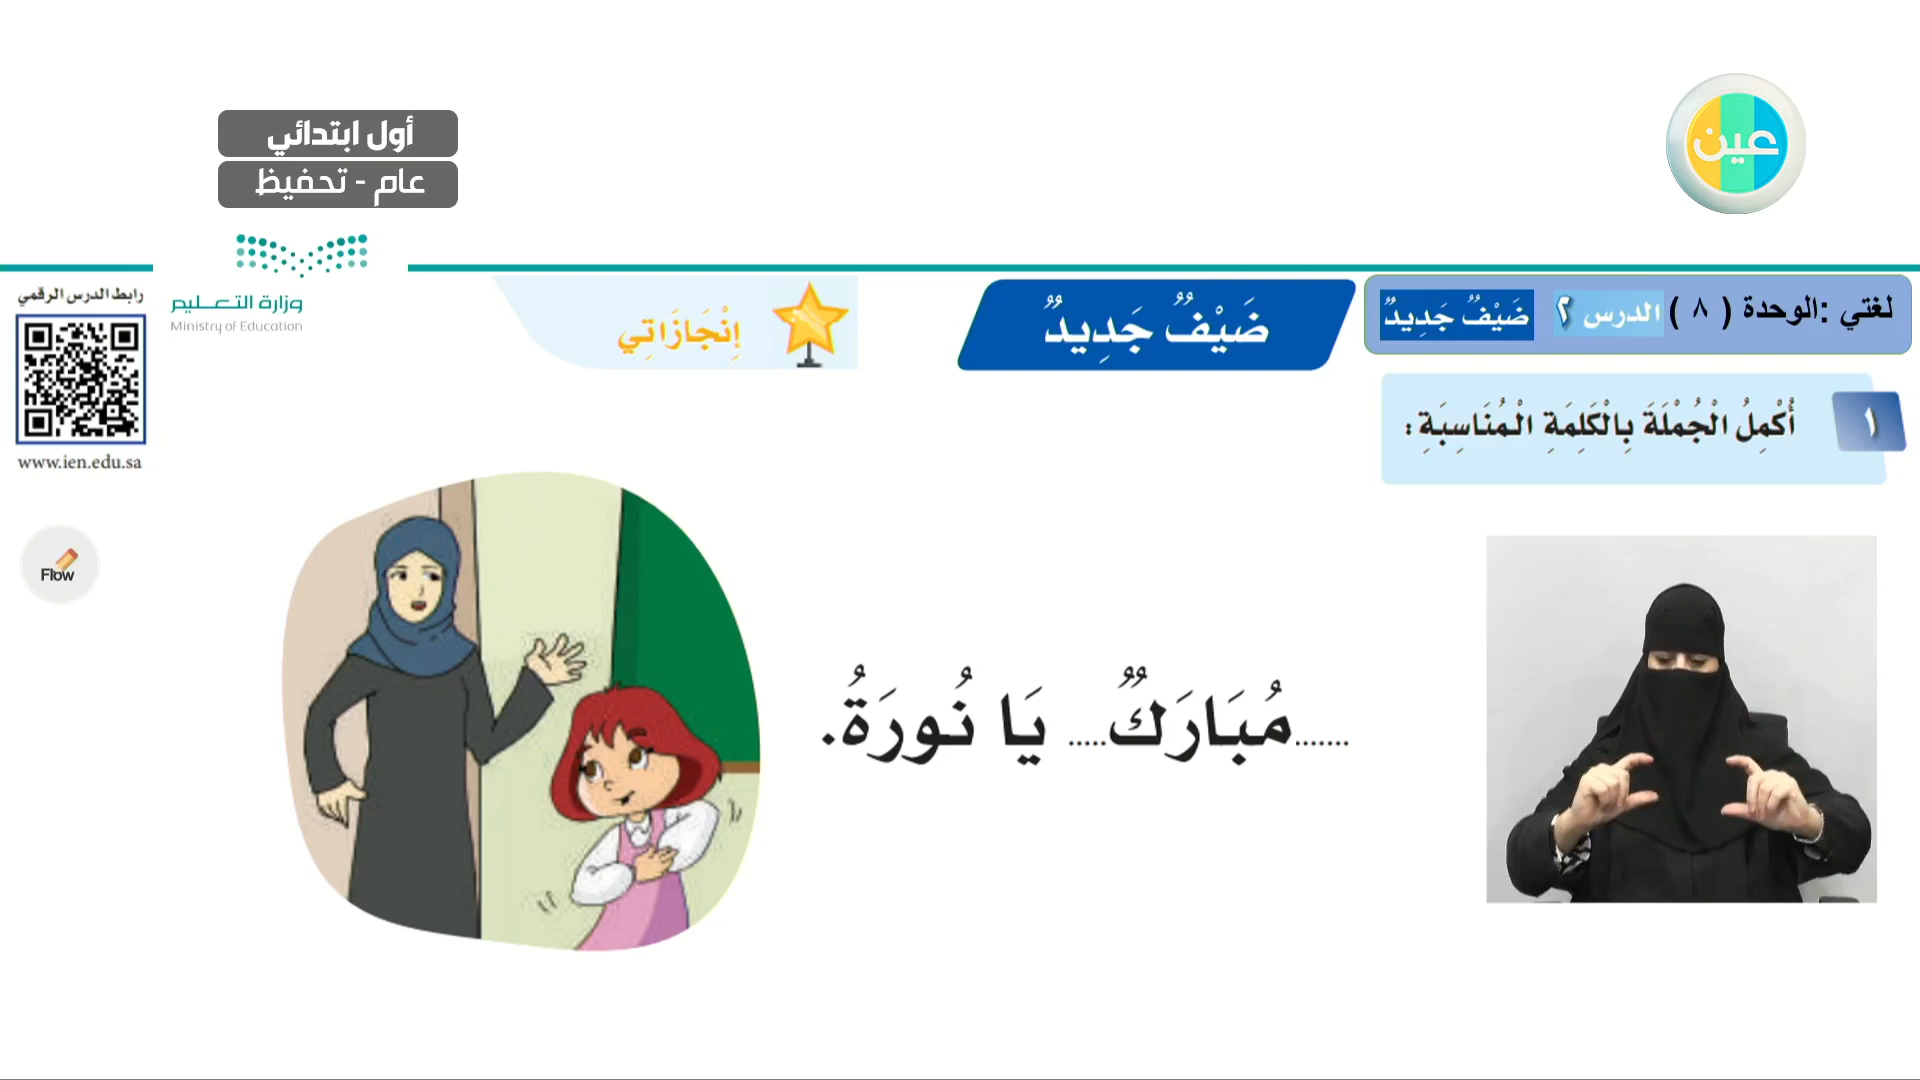 عين
أول ابتدائي
عام - تحفيظ
وزارة التعليم
Ministry of Education
رابط الدرس الرقمي
www.ien.edu.sa
لغتي :الوحدة ( ٨ ) الدرس ٢ ضَيْفٌ جَدِيدٌ
ضَيْفٌ جَدِيدٌ
إِنْجَازَاتِي
١ أُكْمِلُ الْجُمْلَةَ بِالْكَلِمَةِ الْمُنَاسِبَةِ :
.......مُبَارَكٌ..... يَا نُورَةُ.
Flow